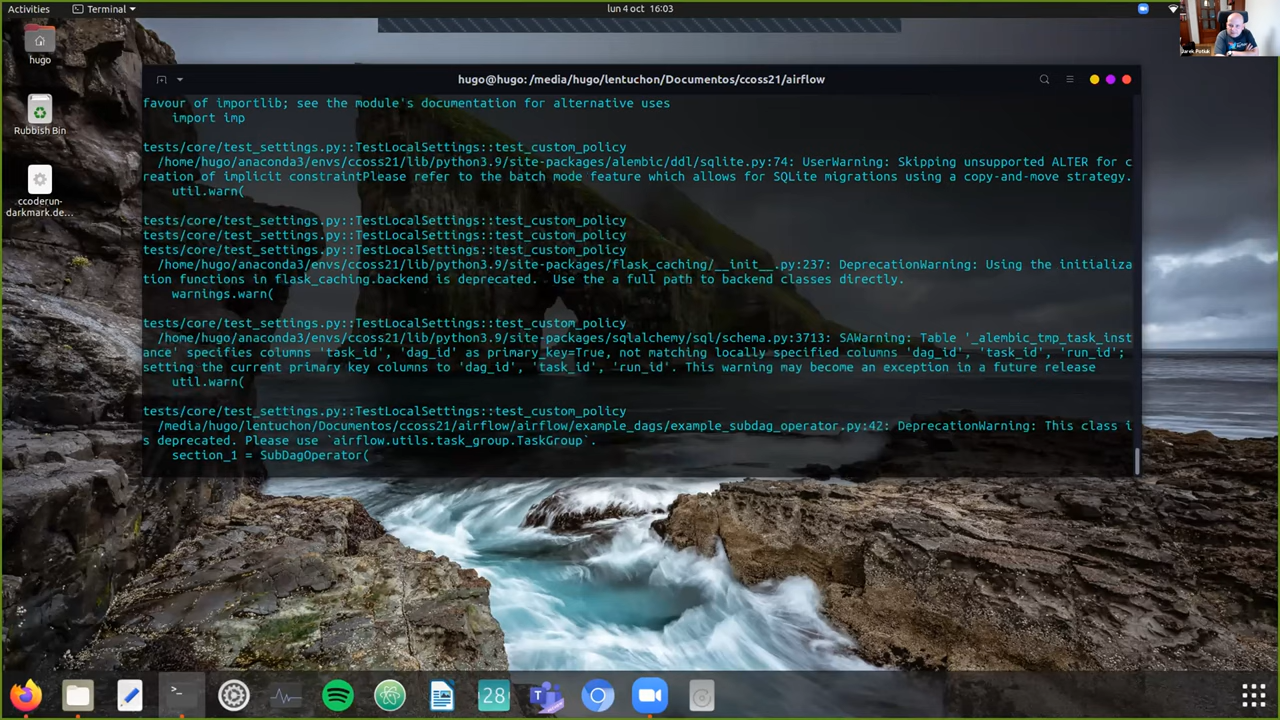 Activities
Terminal
lun 4 oct 16:03
Jarek Potiuk
hugo
Rubbish Bin
ccoderun-
darkmark.de...
hugo@hugo: /media/hugo/lentuchon/Documentos/ccoss21/airflow
favour of importlib; see the module's documentation for alternative uses
import imp
tests/core/test_settings.py::TestLocalSettings::test_custom_policy
/home/hugo/anaconda3/envs/ccoss21/lib/python3.9/site-packages/alembic/ddl/sqlite.py:74: UserWarning: Skipping unsupported ALTER for c
reation of implicit constraintPlease refer to the batch mode feature which allows for SQLite migrations using a copy-and-move strategy.
util.warn(
tests/core/test_settings.py::TestLocalSettings::test_custom_policy
tests/core/test_settings.py::TestLocalSettings::test_custom_policy
tests/core/test_settings.py::TestLocalSettings::test_custom_policy
/home/hugo/anaconda3/envs/ccoss21/lib/python3.9/site-packages/flask_caching/__init__.py:237: DeprecationWarning: Using the initializa
tion functions in flask_caching.backend is deprecated.  Use the a full path to backend classes directly.
warnings.warn(
tests/core/test_settings.py::TestLocalSettings::test_custom_policy
/home/hugo/anaconda3/envs/ccoss21/lib/python3.9/site-packages/sqlalchemy/sql/schema.py:3713: SAWarning: Table '_alembic_tmp_task_inst
ance' specifies columns 'task_id', 'dag_id' as primary_key=True, not matching locally specified columns 'dag_id', 'task_id', 'run_id';
setting the current primary key columns to 'dag_id', 'task_id', 'run_id'. This warning may become an exception in a future release
util.warn(
tests/core/test_settings.py::TestLocalSettings::test_custom_policy
/media/hugo/lentuchon/Documentos/ccoss21/airflow/airflow/example_dags/example_subdag_operator.py:42: DeprecationWarning: This class i
s deprecated. Please use `airflow.utils.task_group.TaskGroup`.
section_1 = SubDagOperator(
28